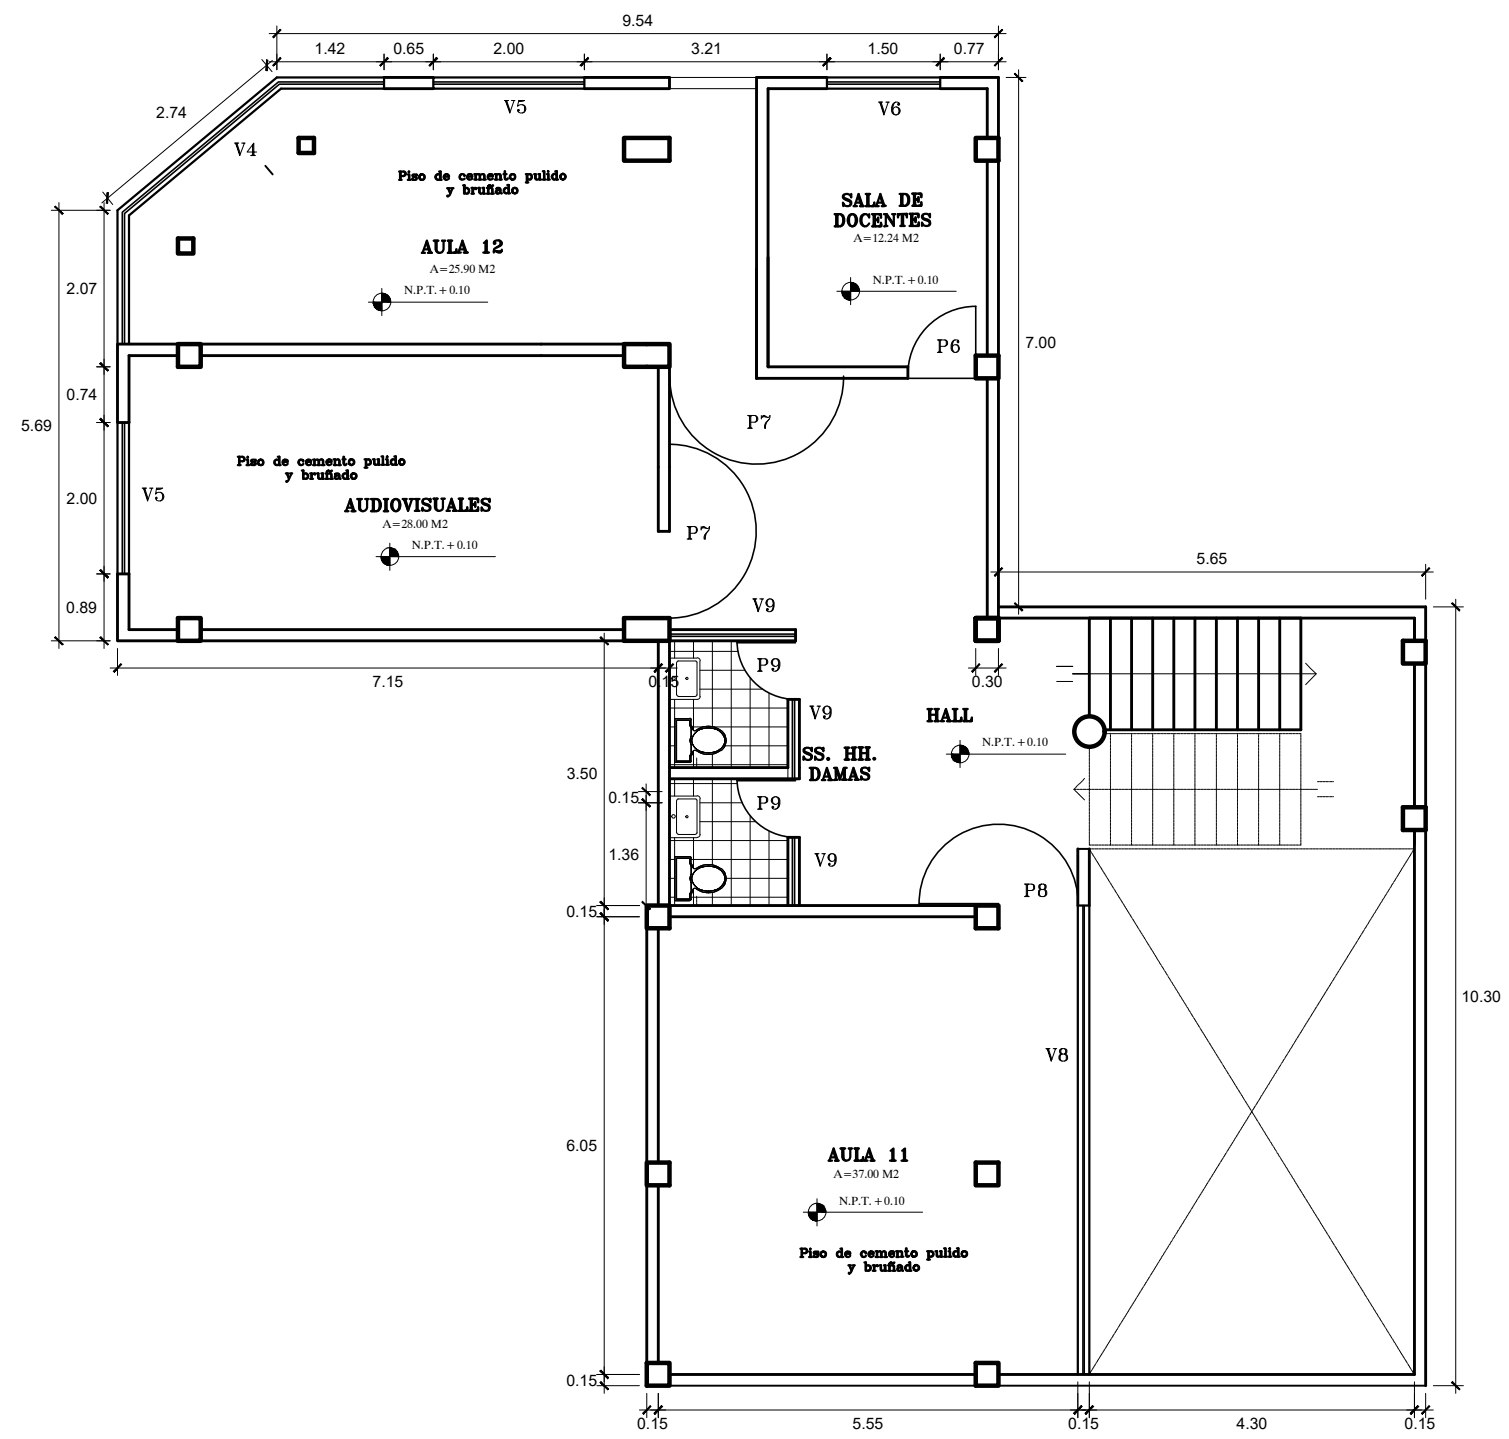 9.54
1.42 0.65 2.00 3.21 1.50 0.77
2.74
V5
V6
V4
Piso de cemento pulido
y bruñado
SALA DE
DOCENTES
A=12.24 M2
AULA 12
A=25.90 M2
N.P.T. +0.10
N.P.T. +0.10
2.07
7.00
P6
0.74
5.69
P7
Piso de cemento pulido
y bruñado
V5
2.00
AUDIOVISUALES
A=28.00 M2
N.P.T. +0.10
P7
5.65
0.89
V9
P9
7.15
0.15
0.30
V9
HALL
N.P.T. +0.10
SS. HH.
DAMAS
3.50
0.15
P9
1.36
V9
P8
0.15
10.30
V8
6.05
AULA 11
A=37.00 M2
N.P.T. +0.10
Piso de cemento pulido
y bruñado
0.15
0.15 5.55 0.15 4.30 0.15